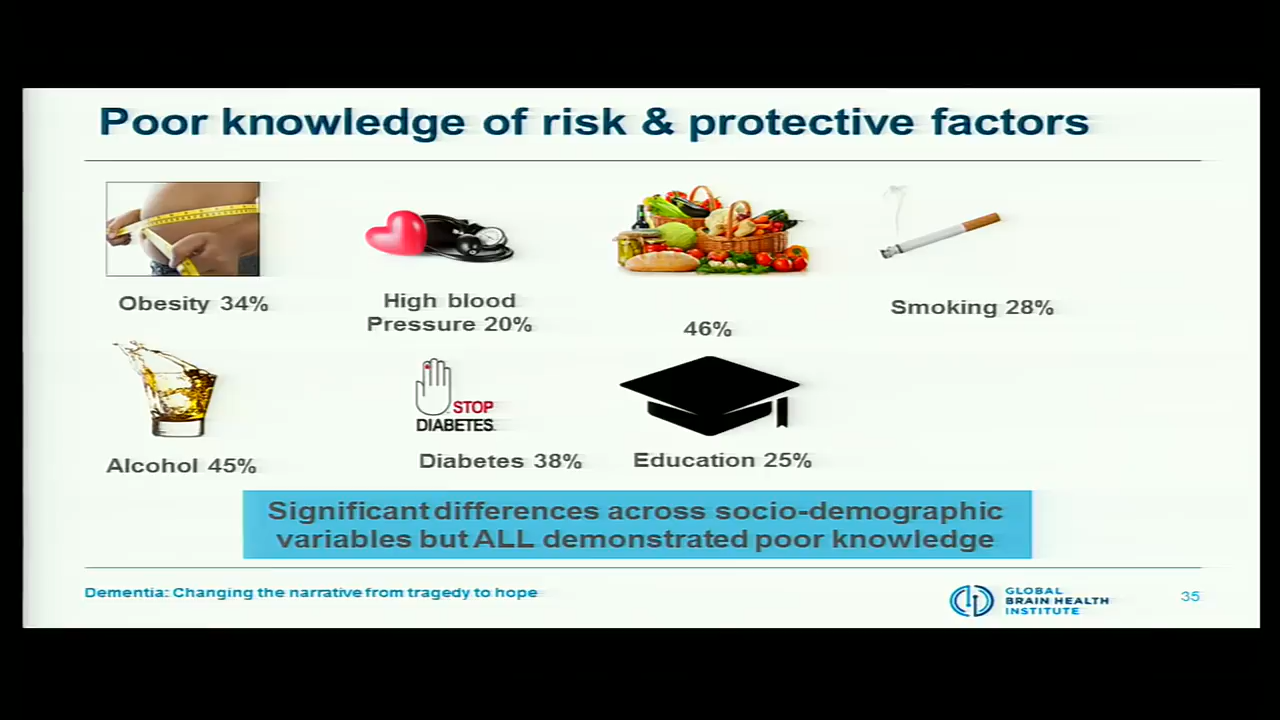 Poor knowledge of risk & protective factors
Obesity 34%
High blood
Pressure 20%
46%
Smoking 28%
STOP
DIABETES
Alcohol 45%
Diabetes 38%
Education 25%
Significant differences across socio-demographic
variables but ALL demonstrated poor knowledge
Dementia: Changing the narrative from tragedy to hope
GLOBAL
BRAIN HEALTH
INSTITUTE
35